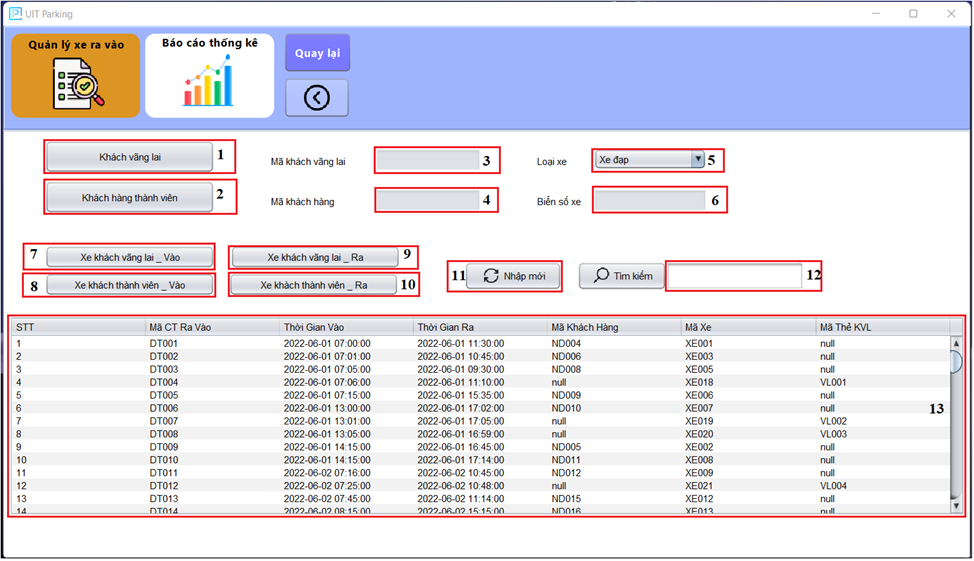 UIT Parking
Quản lý xe ra vào
Báo cáo thống kê
Quay lại
Khách vãng lai 1 Mã khách vãng lai 3 Loại xe Xe đạp 5
Khách hàng thành viên 2 Mã khách hàng 4 Biển số xe 6
7 Xe khách vãng lai _ Vào Xe khách vãng lai _ Ra 9
8 Xe khách thành viên _ Vào Xe khách thành viên _ Ra 10
11 Nhập mới Tìm kiếm 12
STT Mã CT Ra Vào Thời Gian Vào Thời Gian Ra Mã Khách Hàng Mã Xe Mã Thẻ KVL
1 DT001 2022-06-01 07:00:00 2022-06-01 11:30:00 ND004 XE001 null
2 DT002 2022-06-01 07:01:00 2022-06-01 10:45:00 ND006 XE003 null
3 DT003 2022-06-01 07:05:00 2022-06-01 09:30:00 ND008 XE005 null
4 DT004 2022-06-01 07:06:00 2022-06-01 11:10:00 null XE018 VL001
5 DT005 2022-06-01 07:15:00 2022-06-01 15:35:00 ND009 XE006 null
6 DT006 2022-06-01 13:00:00 2022-06-01 17:02:00 ND010 XE007 null
13
7 DT007 2022-06-01 13:01:00 2022-06-01 17:05:00 null XE019 VL002
8 DT008 2022-06-01 13:05:00 2022-06-01 16:59:00 null XE020 VL003
9 DT009 2022-06-01 14:15:00 2022-06-01 16:45:00 ND005 XE002 null
10 DT010 2022-06-01 14:15:00 2022-06-01 17:14:00 ND011 XE008 null
11 DT011 2022-06-02 07:16:00 2022-06-02 10:45:00 ND012 XE009 null
12 DT012 2022-06-02 07:25:00 2022-06-02 10:48:00 null XE021 VL004
13 DT013 2022-06-02 07:45:00 2022-06-02 11:14:00 ND015 XE012 null
14 DT014 2022-06-02 08:15:00 2022-06-02 15:15:00 ND016 XE013 null